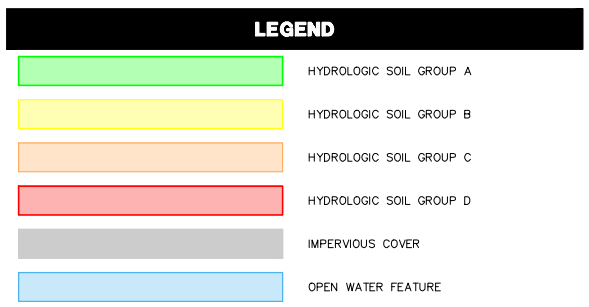 LEGEND
HYDROLOGIC SOIL GROUP A
HYDROLOGIC SOIL GROUP B
HYDROLOGIC SOIL GROUP C
HYDROLOGIC SOIL GROUP D
IMPERVIOUS COVER
OPEN WATER FEATURE